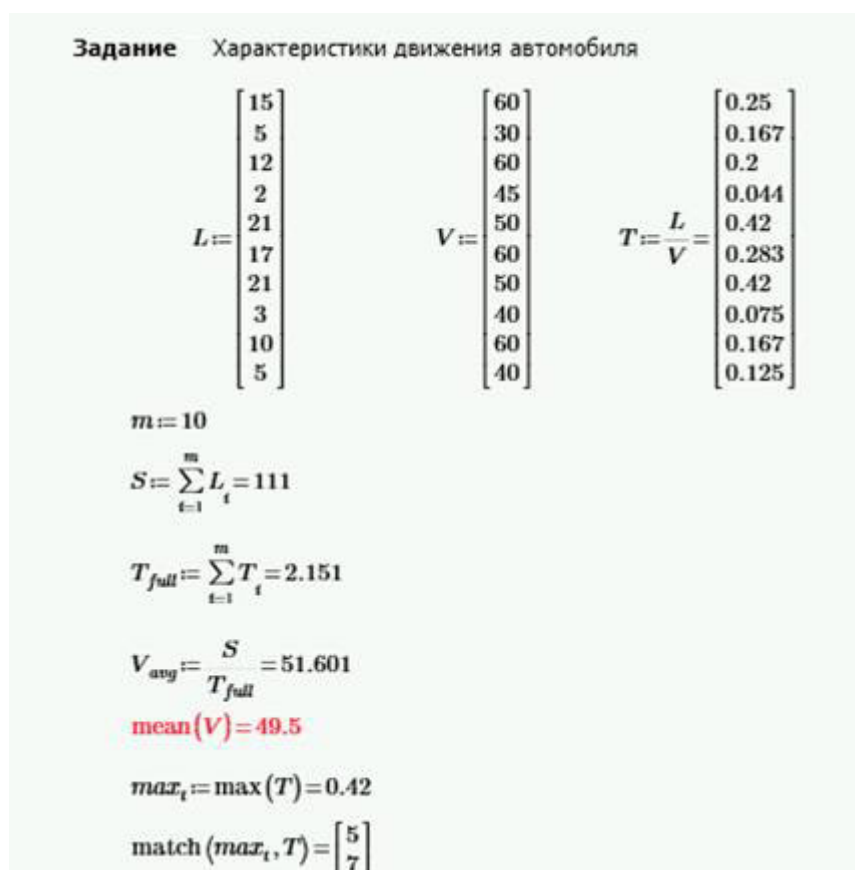 Задание Характеристики движения автомобиля
15 60 0.25
5 30 0.167
12 60 0.2
2 45 0.044
L:= 21 V:= 50 T:= L/V = 0.42
17 60 0.283
21 50 0.42
3 40 0.075
10 60 0.167
5 40 0.125
m:=10
S:= ∑_{i=1}^{m} L_i = 111
T_full:= ∑_{i=1}^{m} T_i = 2.151
V_avg:= S/T_full = 51.601
mean(V)=49.5
max_t:=max(T)=0.42
match(max_t,T)=[5
7]